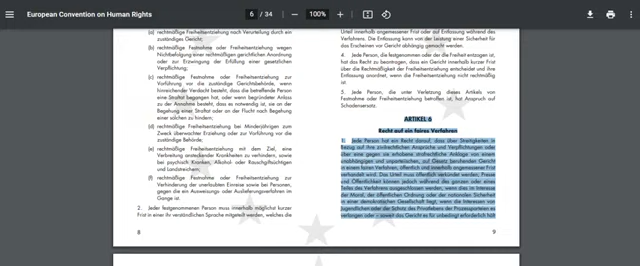 European Convention on Human Rights
6 / 34
100%
(a) rechtmäßige Freiheitsentziehung nach Verurteilung durch ein
zuständiges Gericht;
(b) rechtmäßige Festnahme oder Freiheitsentziehung wegen
Nichtbefolgung einer rechtmäßigen gerichtlichen Anordnung
oder zur Erzwingung der Erfüllung einer gesetzlichen
Verpflichtung;
(c) rechtmäßige Festnahme oder Freiheitsentziehung zur
Vorführung vor die zuständige Gerichtsbehörde, wenn
hinreichender Verdacht besteht, dass die betreffende Person
eine Straftat begangen hat, oder wenn begründeter Anlass
zu der Annahme besteht, dass es notwendig ist, sie an der
Begehung einer Straftat oder an der Flucht nach Begehung
einer solchen zu hindern;
(d) rechtmäßige Freiheitsentziehung bei Minderjährigen zum
Zweck überwachter Erziehung oder zur Vorführung vor die
zuständige Behörde;
(e) rechtmäßige Freiheitsentziehung mit dem Ziel, eine
Verbreitung ansteckender Krankheiten zu verhindern, sowie
bei psychisch Kranken, Alkohol- oder Rauschgiftsüchtigen
und Landstreichern;
(f) rechtmäßige Festnahme oder Freiheitsentziehung zur
Verhinderung der unerlaubten Einreise sowie bei Personen,
gegen die ein Ausweisungs- oder Auslieferungsverfahren im
Gange ist.
2. Jeder festgenommenen Person muss innerhalb möglichst kurzer
Frist in einer ihr verständlichen Sprache mitgeteilt werden, welches die
8
Urteil innerhalb angemessener Frist oder auf Entlassung während des
Verfahrens. Die Entlassung kann von der Leistung einer Sicherheit für
das Erscheinen vor Gericht abhängig gemacht werden.
4. Jede Person, die festgenommen oder der die Freiheit entzogen ist,
hat das Recht zu beantragen, dass ein Gericht innerhalb kurzer Frist
über die Rechtmäßigkeit der Freiheitsentziehung entscheidet und ihre
Entlassung anordnet, wenn die Freiheitsentziehung nicht rechtmäßig
ist.
5. Jede Person, die unter Verletzung dieses Artikels von
Festnahme oder Freiheitsentziehung betroffen ist, hat Anspruch auf
Schadensersatz.
ARTIKEL 6
Recht auf ein faires Verfahren
1. Jede Person hat ein Recht darauf, dass über Streitigkeiten in
Bezug auf ihre zivilrechtlichen Ansprüche und Verpflichtungen oder
über eine gegen sie erhobene strafrechtliche Anklage von einem
unabhängigen und unparteiischen, auf Gesetz beruhenden Gericht
in einem fairen Verfahren, öffentlich und innerhalb angemessener Frist
verhandelt wird. Das Urteil muss öffentlich verkündet werden; Presse
und Öffentlichkeit können jedoch während des ganzen oder eines
Teiles des Verfahrens ausgeschlossen werden, wenn dies im Interesse
der Moral, der öffentlichen Ordnung oder der nationalen Sicherheit
in einer demokratischen Gesellschaft liegt, wenn die Interessen von
Jugendlichen oder der Schutz des Privatlebens der Prozessparteien es
verlangen oder – soweit das Gericht es für unbedingt erforderlich hält
9